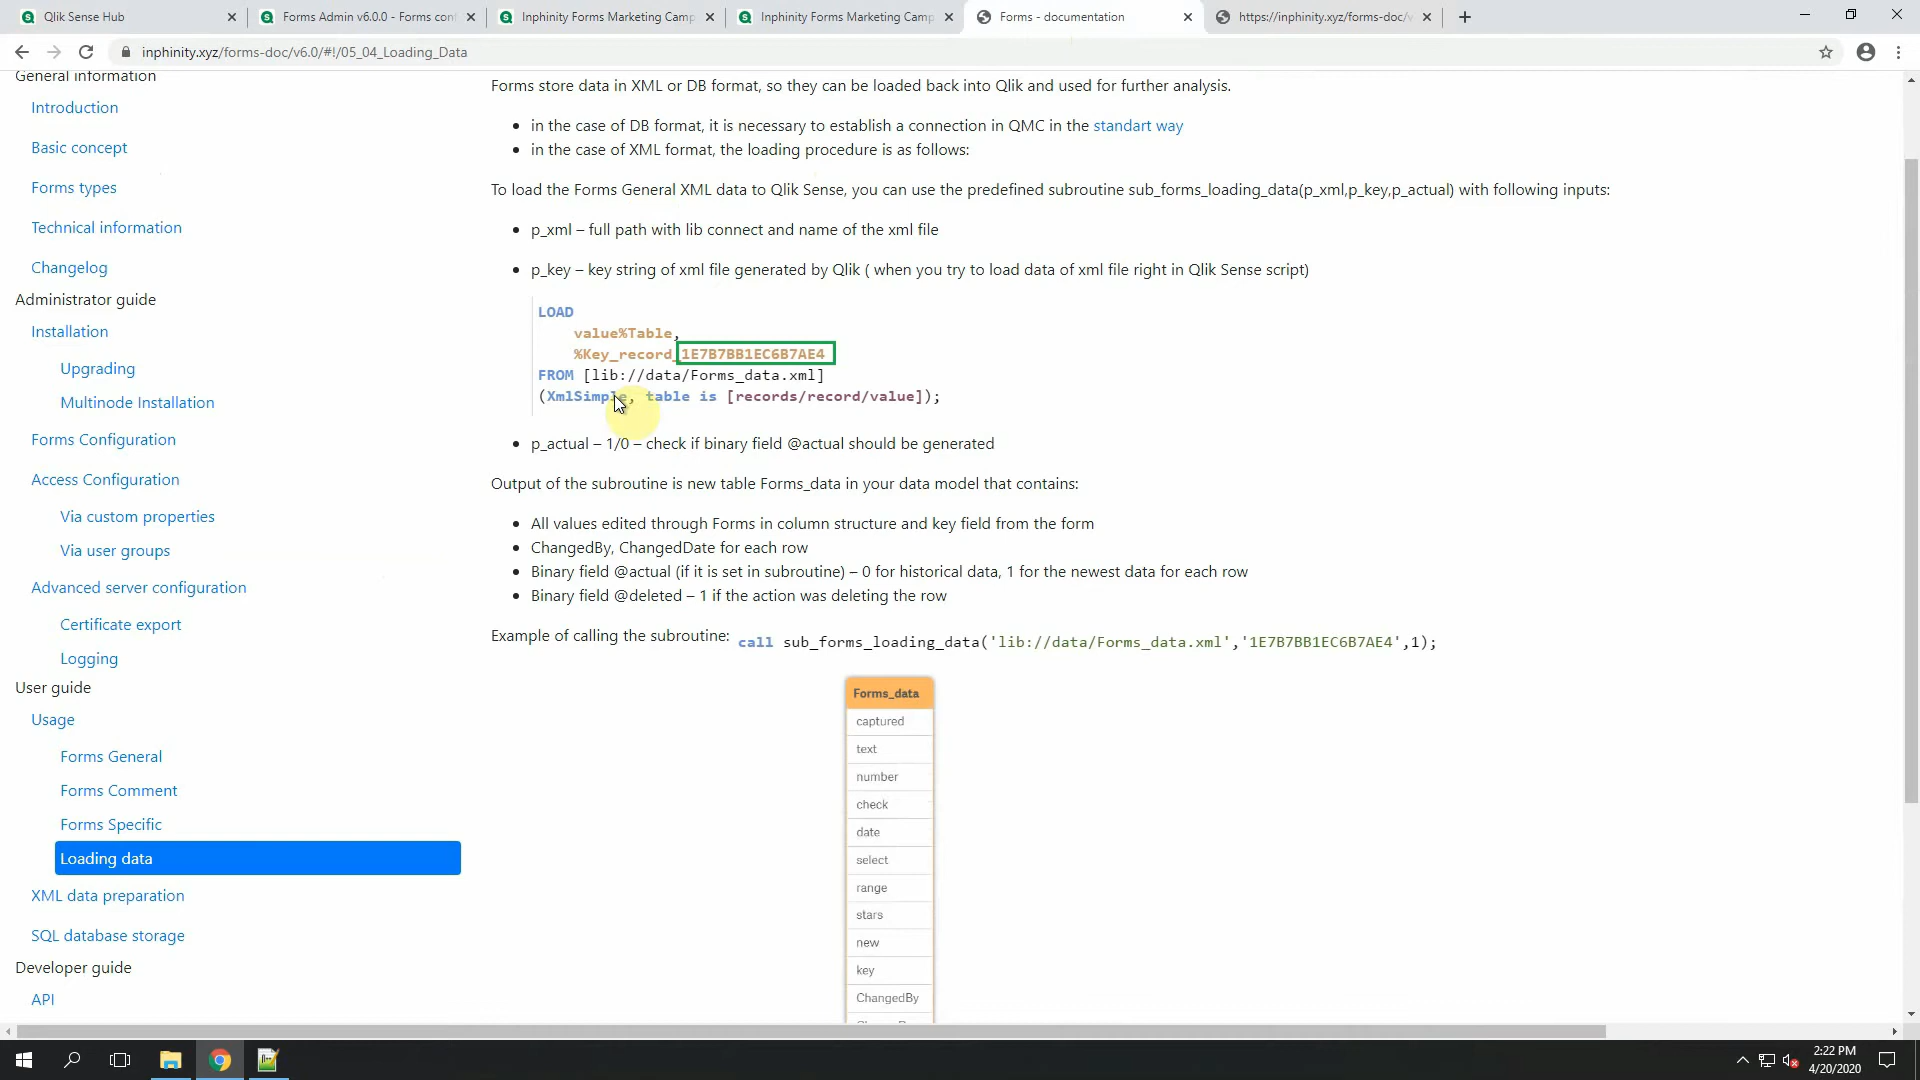 Qlik Sense Hub
Forms Admin v6.0.0 - Forms con
Inphinity Forms Marketing Camp
Inphinity Forms Marketing Camp
Forms - documentation
https://inphinity.xyz/forms-doc/v
inphinity.xyz/forms-doc/v6.0/#!/05_04_Loading_Data
General information
Introduction
Basic concept
Forms types
Technical information
Changelog
Administrator guide
Installation
Upgrading
Multinode Installation
Forms Configuration
Access Configuration
Via custom properties
Via user groups
Advanced server configuration
Certificate export
Logging
User guide
Usage
Forms General
Forms Comment
Forms Specific
Loading data
XML data preparation
SQL database storage
Developer guide
API
Forms store data in XML or DB format, so they can be loaded back into Qlik and used for further analysis.
in the case of DB format, it is necessary to establish a connection in QMC in the standart way
in the case of XML format, the loading procedure is as follows:
To load the Forms General XML data to Qlik Sense, you can use the predefined subroutine sub_forms_loading_data(p_xml,p_key,p_actual) with following inputs:
p_xml – full path with lib connect and name of the xml file
p_key – key string of xml file generated by Qlik ( when you try to load data of xml file right in Qlik Sense script)
LOAD
value%Table,
%Key_record_1E7B7BB1EC6B7AE4
FROM [lib://data/Forms_data.xml]
(XmlSimple, table is [records/record/value]);
p_actual – 1/0 – check if binary field @actual should be generated
Output of the subroutine is new table Forms_data in your data model that contains:
All values edited through Forms in column structure and key field from the form
ChangedBy, ChangedDate for each row
Binary field @actual (if it is set in subroutine) – 0 for historical data, 1 for the newest data for each row
Binary field @deleted – 1 if the action was deleting the row
Example of calling the subroutine: call sub_forms_loading_data('lib://data/Forms_data.xml','1E7B7BB1EC6B7AE4',1);
Forms_data
captured
text
number
check
date
select
range
stars
new
key
ChangedBy
2:22 PM
4/20/2020